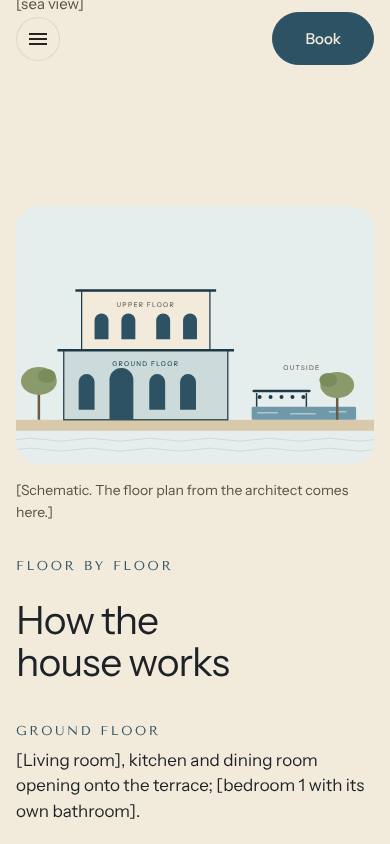 [sea view]
Book
UPPER FLOOR
GROUND FLOOR
OUTSIDE
[Schematic. The floor plan from the architect comes
here.]
FLOOR BY FLOOR
How the
house works
GROUND FLOOR
[Living room], kitchen and dining room
opening onto the terrace; [bedroom 1 with its
own bathroom].